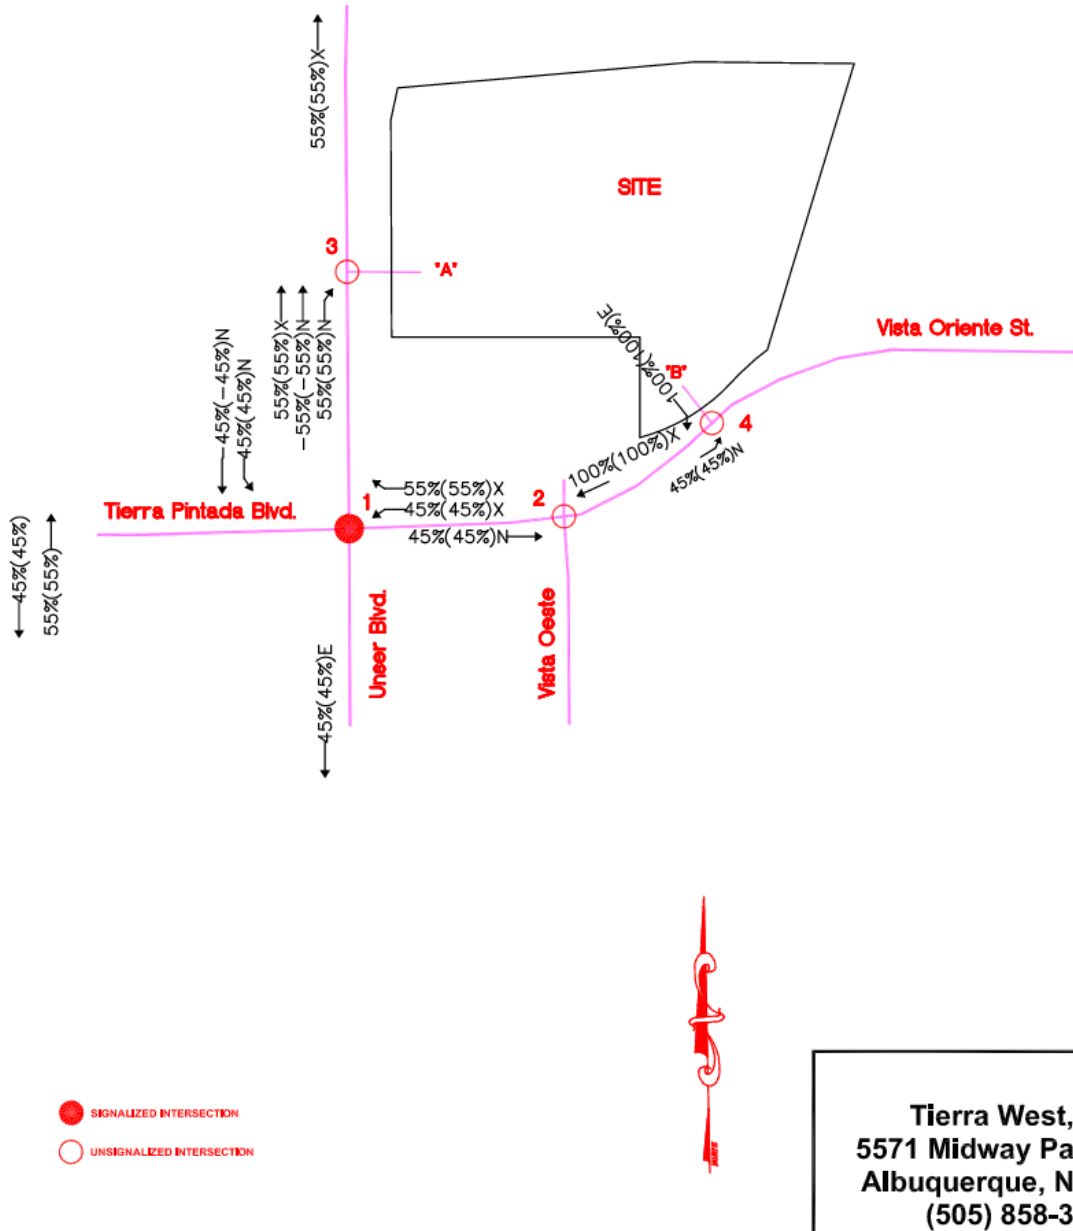 55%(55%)X
SITE
3
"A"
100%(100%)E
Vista Oriente St.
55%(55%)X
-55%(-55%)N
55%(55%)N
-45%(-45%)N
45%(45%)N
"B"
4
100%(100%)X
45%(45%)N
55%(55%)X
45%(45%)X
2
1
Tierra Pintada Blvd.
45%(45%)N
45%(45%)
55%(55%)
Unser Blvd.
Vista Oeste
45%(45%)E
SIGNALIZED INTERSECTION
UNSIGNALIZED INTERSECTION
Tierra West,
5571 Midway Pa
Albuquerque, N
(505) 858-3